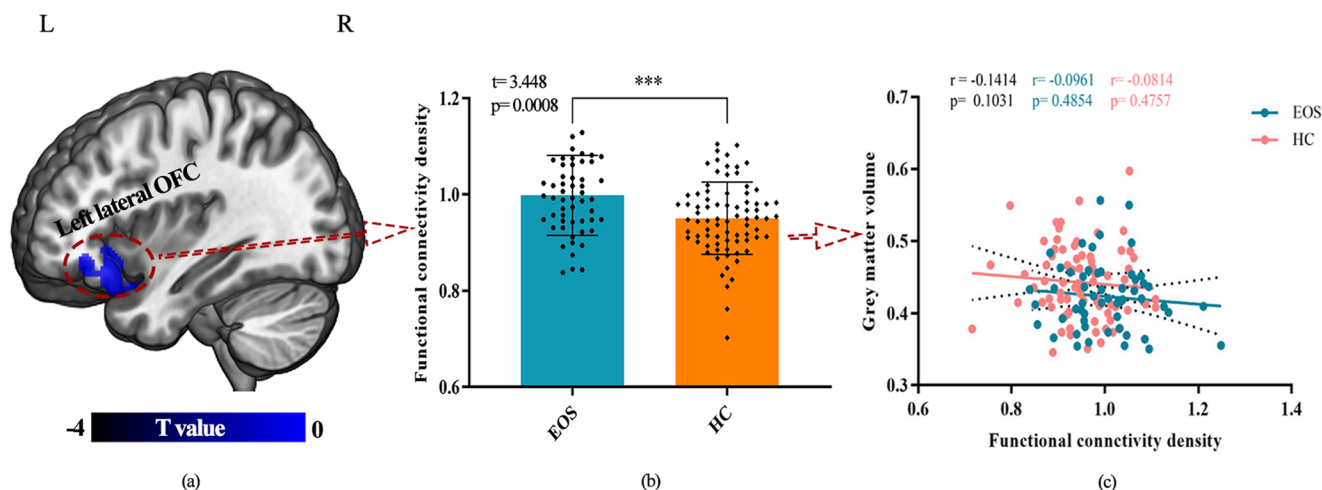 L
R
Left lateral OFC
-4
T value
0
(a)
t=3.448
p=0.0008
***
Functional connectivity density
1.2
1.0
0.8
0.6
EOS
HC
(b)
r = -0.1414 r= -0.0961 r= -0.0814
p= 0.1031 p= 0.4854 p= 0.4757
EOS
HC
Grey matter volume
0.7
0.6
0.5
0.4
0.3
0.6 0.8 1.0 1.2 1.4
Functional connctivity density
(c)